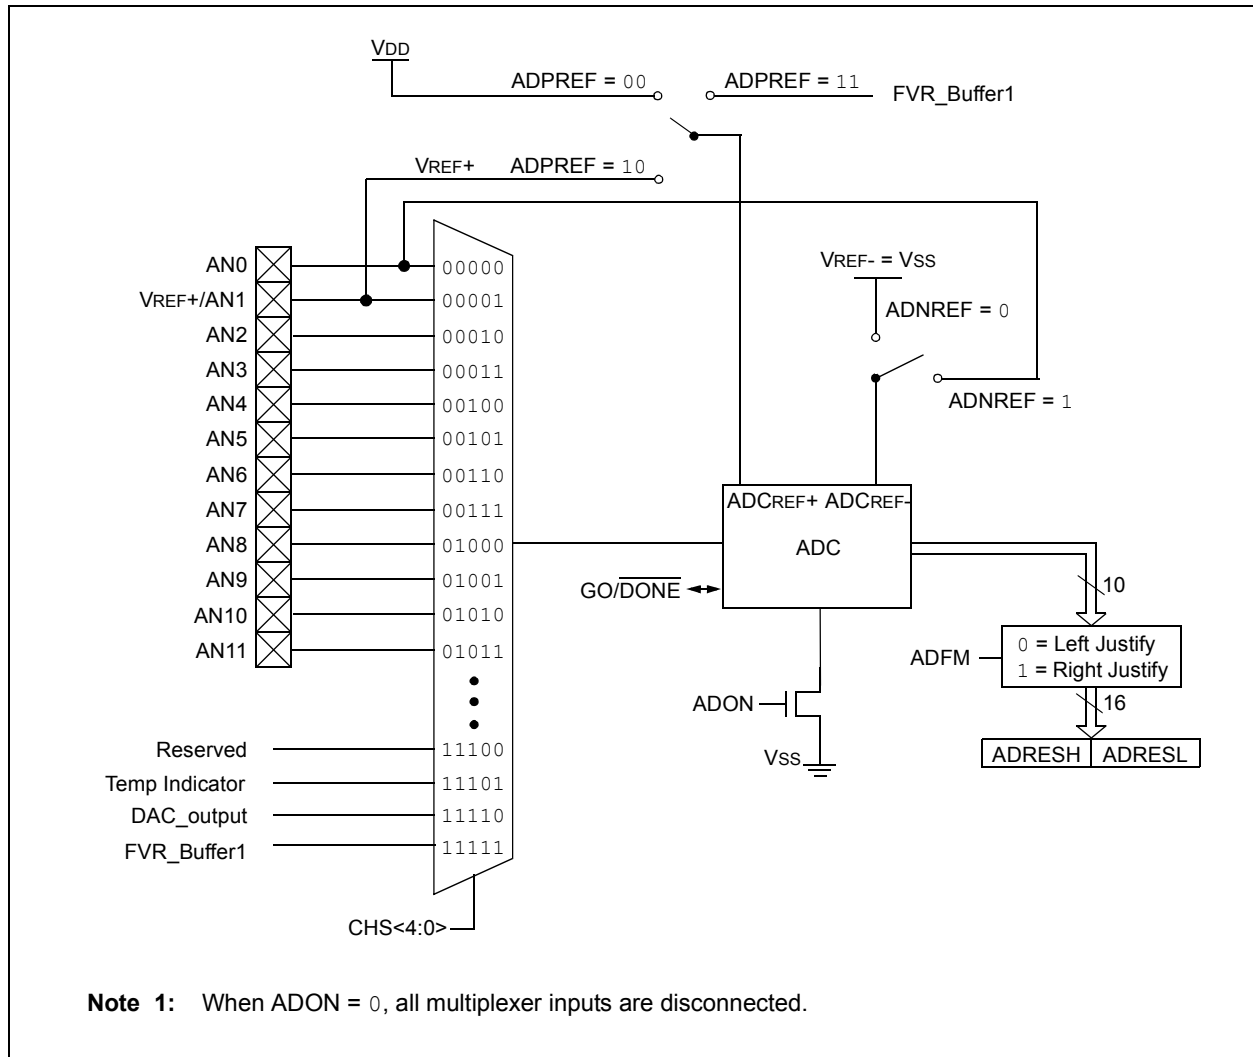 VDD
ADPREF = 00
ADPREF = 11
FVR_Buffer1
VREF+ ADPREF = 10
AN0
00000
VREF+/AN1
00001
AN2
00010
AN3
00011
AN4
00100
AN5
00101
AN6
00110
AN7
00111
AN8
01000
AN9
01001
AN10
01010
AN11
01011
Reserved
11100
Temp Indicator
11101
DAC_output
11110
FVR_Buffer1
11111
CHS<4:0>
VREF- = VSS
ADNREF = 0
ADNREF = 1
ADCREF+ ADCREF-
ADC
GO/DONE
ADON
VSS
10
ADFM
0 = Left Justify
1 = Right Justify
16
ADRESH ADRESL
Note 1: When ADON = 0, all multiplexer inputs are disconnected.